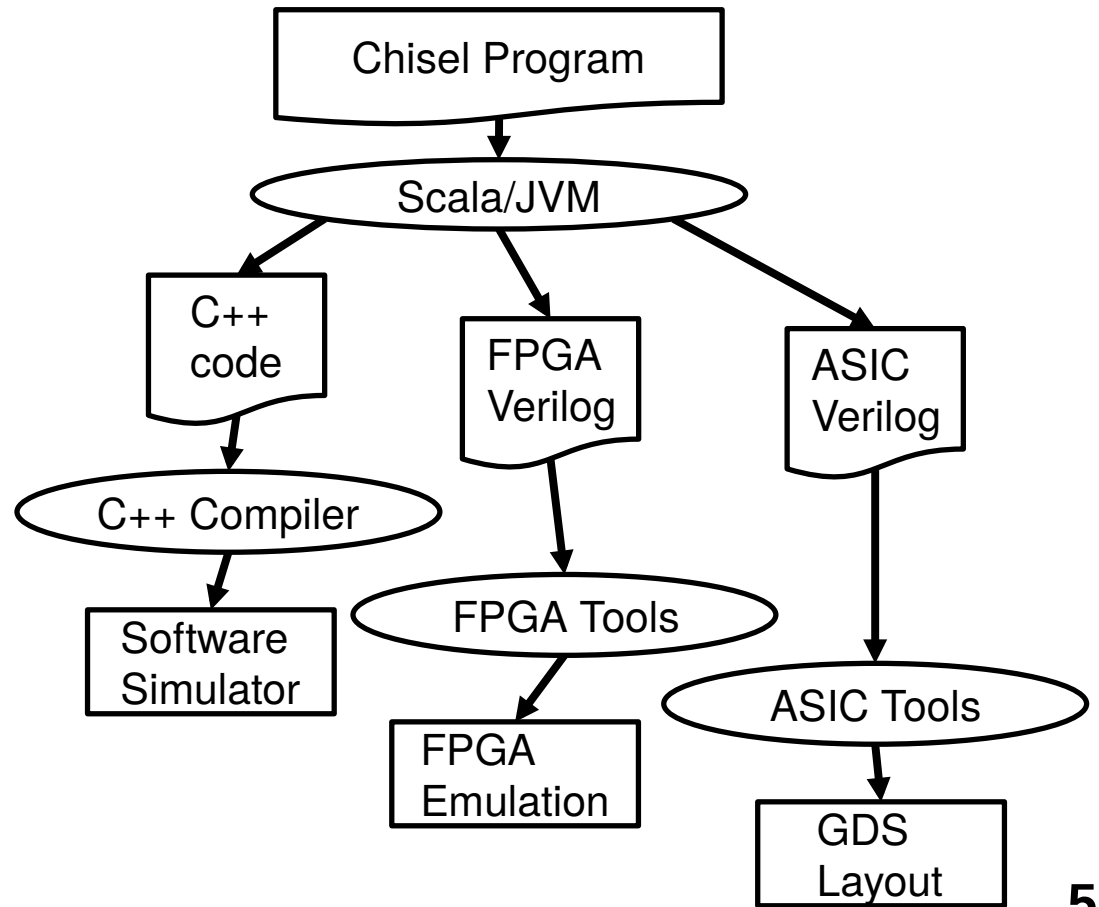 Chisel Program
Scala/JVM
C++
code
FPGA
Verilog
ASIC
Verilog
C++ Compiler
FPGA Tools
Software
Simulator
ASIC Tools
FPGA
Emulation
GDS
Layout
5